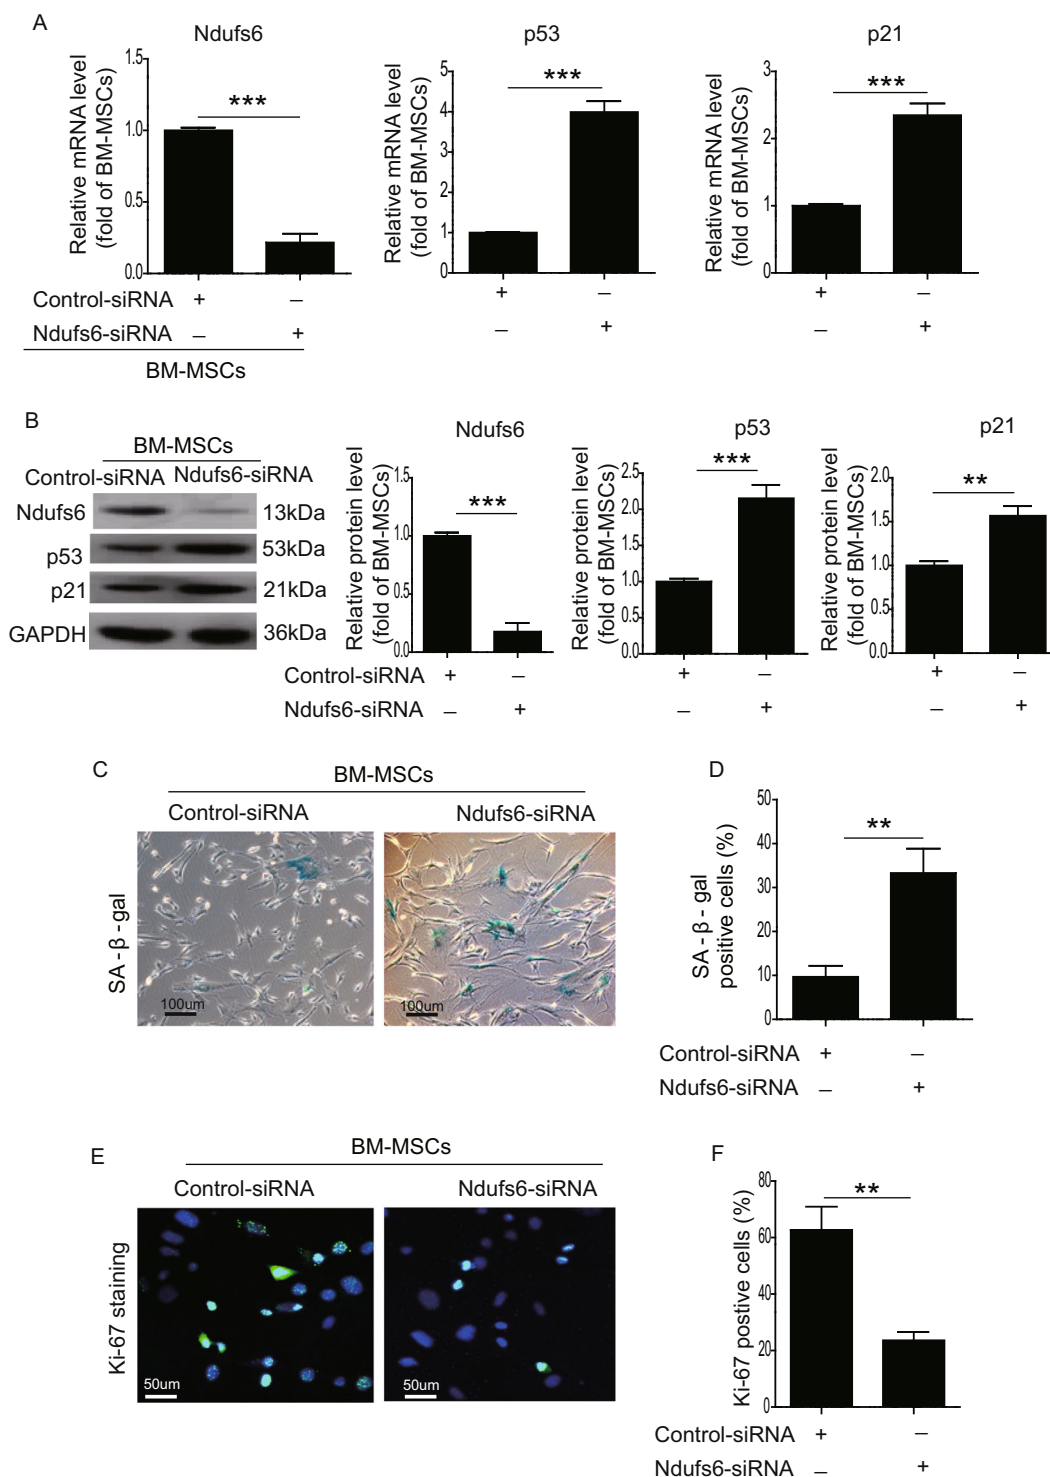 A
Ndufs6
p53
p21
Relative mRNA level
(fold of BM-MSCs)
1.5
1.0
0.5
0.0
***
Relative mRNA level
(fold of BM-MSCs)
5
4
3
2
1
0
***
Relative mRNA level
(fold of BM-MSCs)
3
2
1
0
***
Control-siRNA + –
+ –
+ –
Ndufs6-siRNA – +
– +
– +
BM-MSCs
B
BM-MSCs
Control-siRNA Ndufs6-siRNA
Ndufs6 13kDa
p53 53kDa
p21 21kDa
GAPDH 36kDa
Ndufs6
Relative protein level
(fold of BM-MSCs)
1.5
1.0
0.5
0.0
***
p53
Relative protein level
(fold of BM-MSCs)
2.5
2.0
1.5
1.0
0.5
0.0
***
p21
Relative protein level
(fold of BM-MSCs)
2.0
1.5
1.0
0.5
0.0
**
Control-siRNA + –
+ –
+ –
Ndufs6-siRNA – +
– +
– +
C
BM-MSCs
Control-siRNA
Ndufs6-siRNA
SA-β-gal
100um
100um
D
SA-β-gal
positive cells (%)
50
40
30
20
10
0
**
Control-siRNA + –
Ndufs6-siRNA – +
E
BM-MSCs
Control-siRNA
Ndufs6-siRNA
Ki-67 staining
50um
50um
F
Ki-67 postive cells (%)
80
60
40
20
0
**
Control-siRNA + –
Ndufs6-siRNA – +